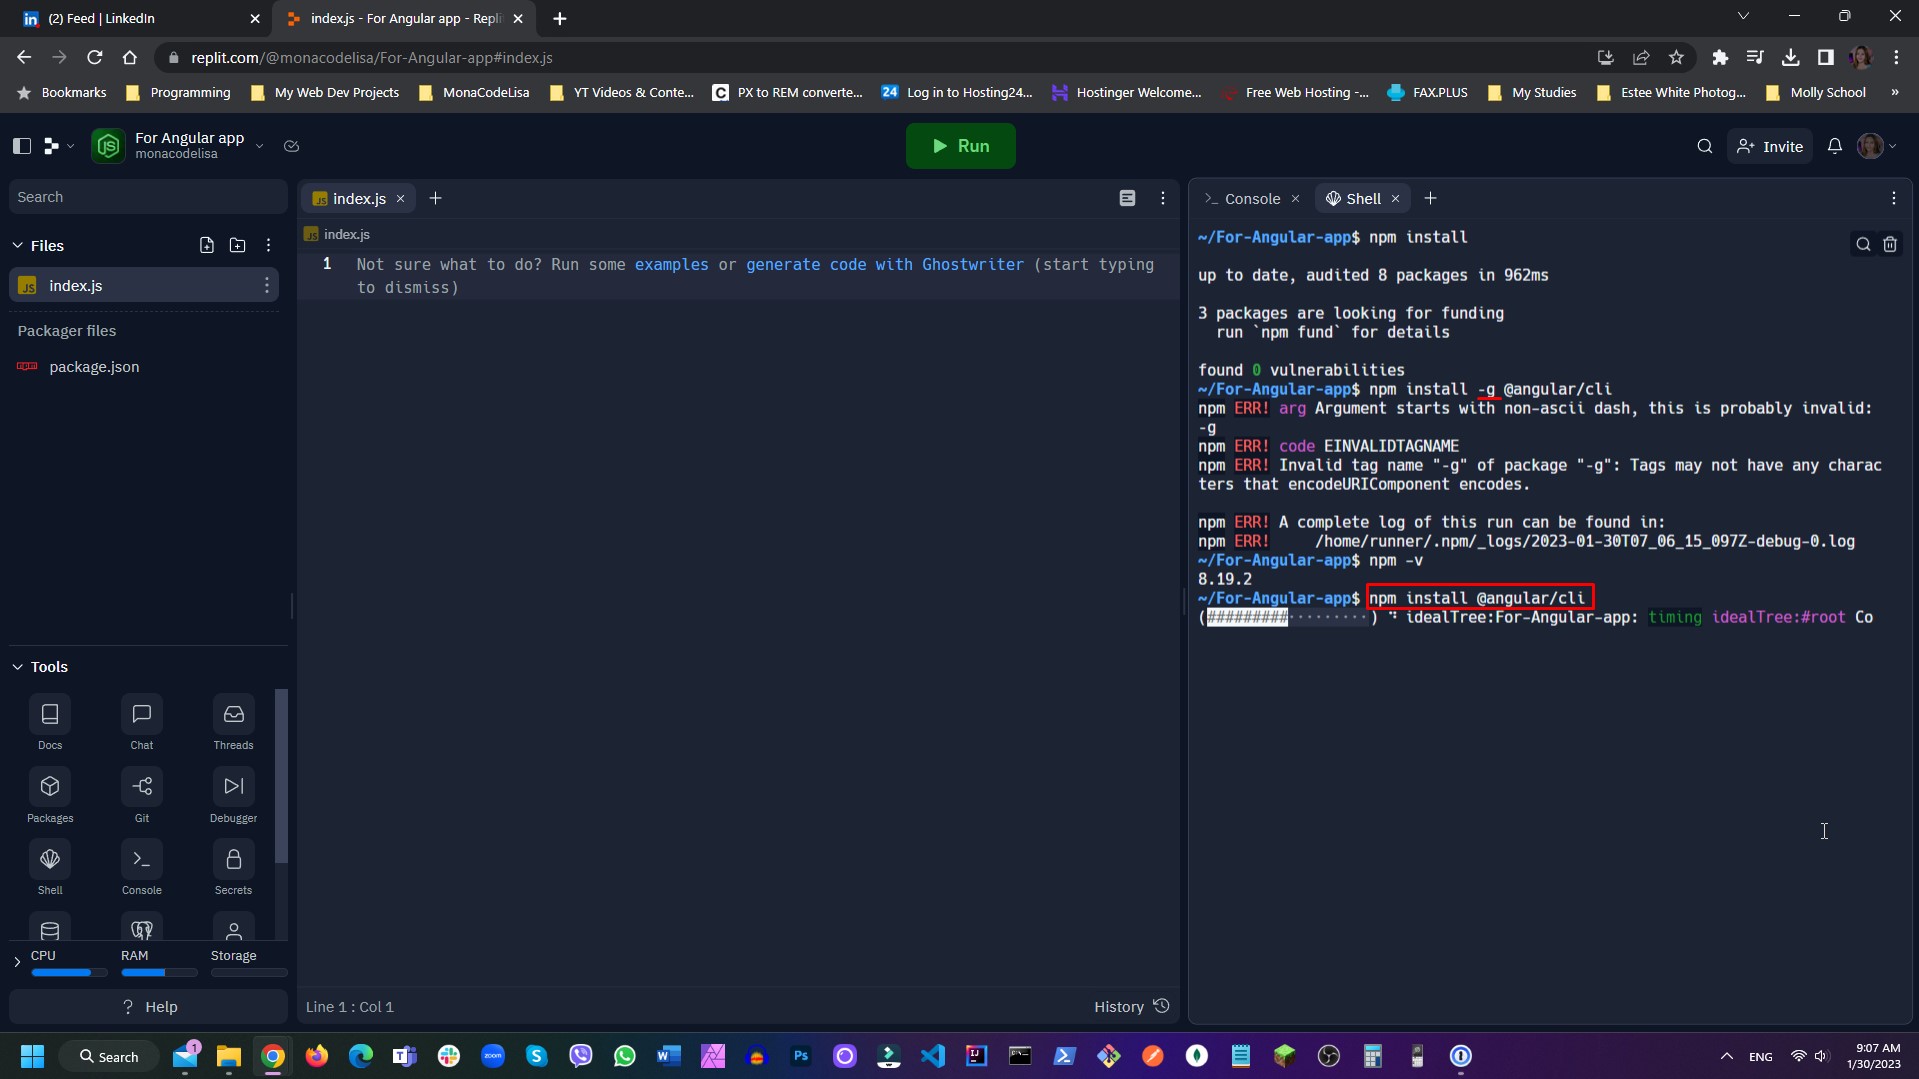 (2) Feed | LinkedIn
index.js - For Angular app - Repli
replit.com/@monacodelisa/For-Angular-app#index.js
Bookmarks
Programming
My Web Dev Projects
MonaCodeLisa
YT Videos & Conte...
C
PX to REM converte...
24
Log in to Hosting24...
Hostinger Welcome...
Free Web Hosting -...
FAX.PLUS
My Studies
Estee White Photog...
Molly School
»
For Angular app
monacodelisa
Run
Invite
Search
index.js
Console
Shell
Files
index.js
index.js
1 Not sure what to do? Run some examples or generate code with Ghostwriter (start typing
to dismiss)
Packager files
package.json
~/For-Angular-app$ npm install
up to date, audited 8 packages in 962ms
3 packages are looking for funding
run `npm fund` for details
found 0 vulnerabilities
~/For-Angular-app$ npm install -g @angular/cli
npm ERR! arg Argument starts with non-ascii dash, this is probably invalid:
-g
npm ERR! code EINVALIDTAGNAME
npm ERR! Invalid tag name "-g" of package "-g": Tags may not have any charac
ters that encodeURIComponent encodes.
npm ERR! A complete log of this run can be found in:
npm ERR!     /home/runner/.npm/_logs/2023-01-30T07_06_15_097Z-debug-0.log
~/For-Angular-app$ npm -v
8.19.2
~/For-Angular-app$ npm install @angular/cli
(#########·········) ⠙ idealTree:For-Angular-app: timing idealTree:#root Co
Tools
Docs
Chat
Threads
Packages
Git
Debugger
Shell
Console
Secrets
CPU
RAM
Storage
? Help
Line 1 : Col 1
History
Search
1
zoom
Ps
ENG
9:07 AM
1/30/2023